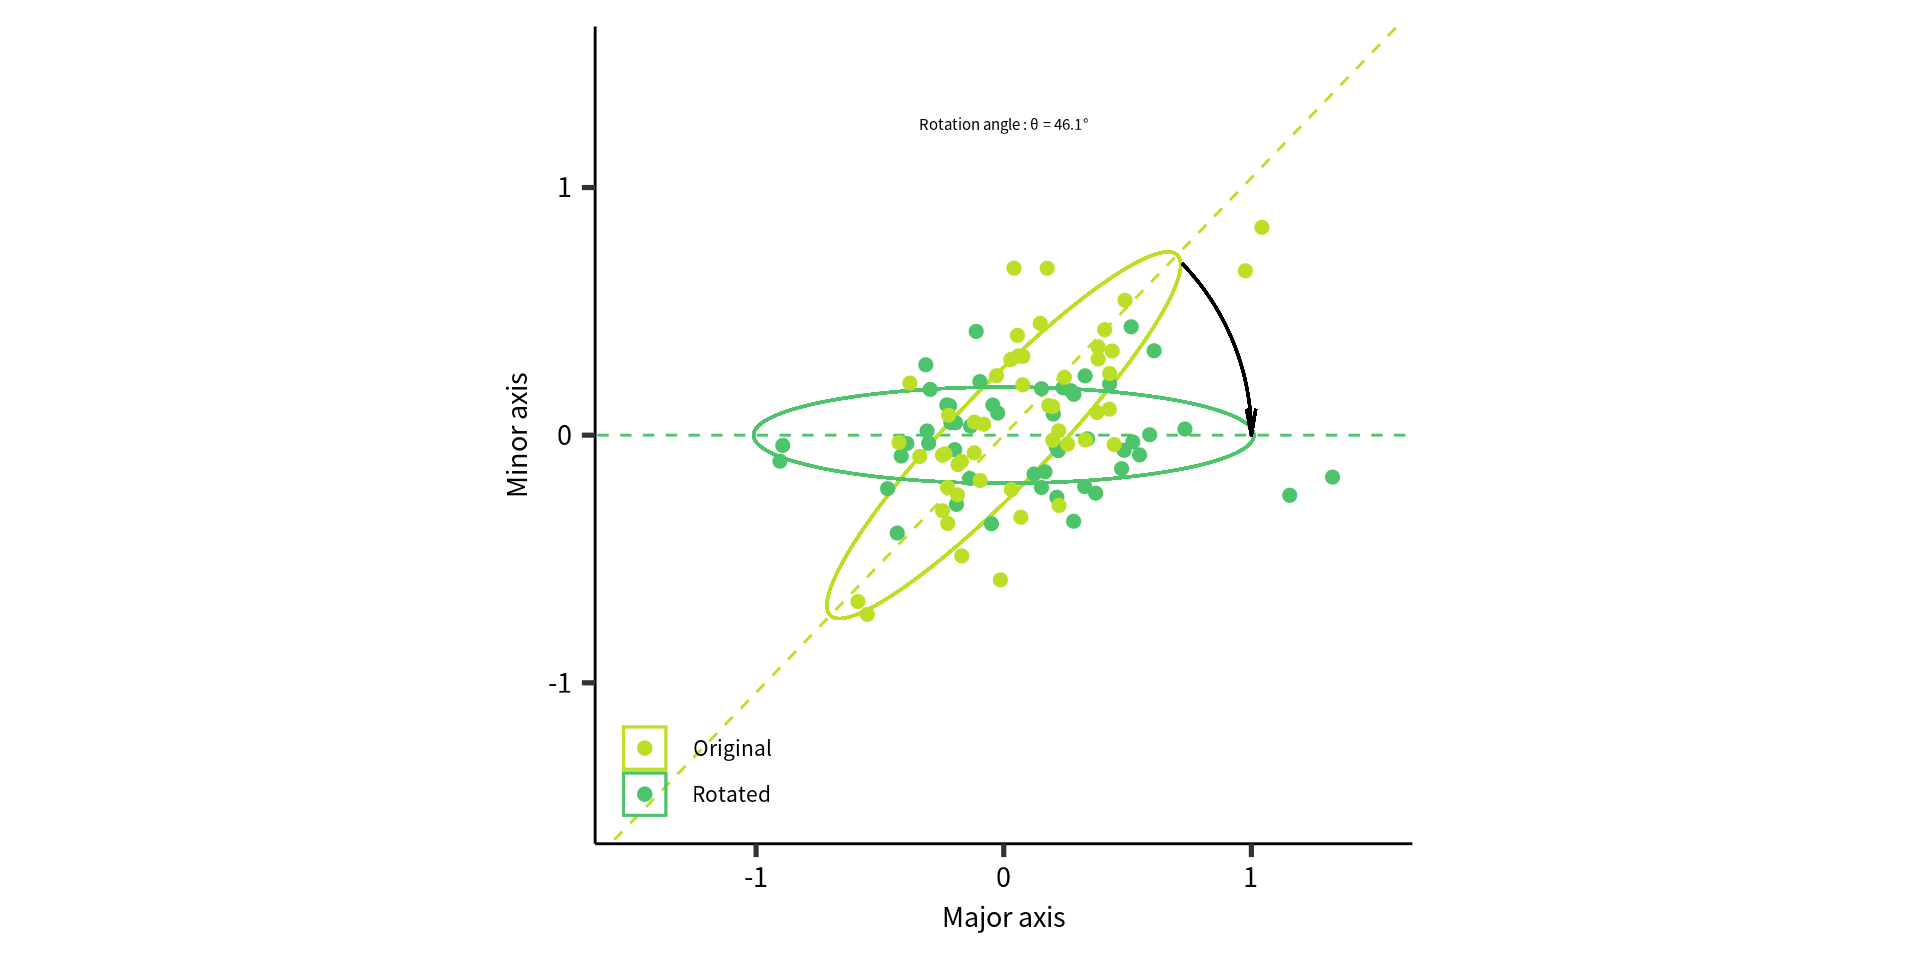 Rotation angle : θ = 46.1°
1
0
-1
Minor axis
Original
Rotated
-1
0
1
Major axis